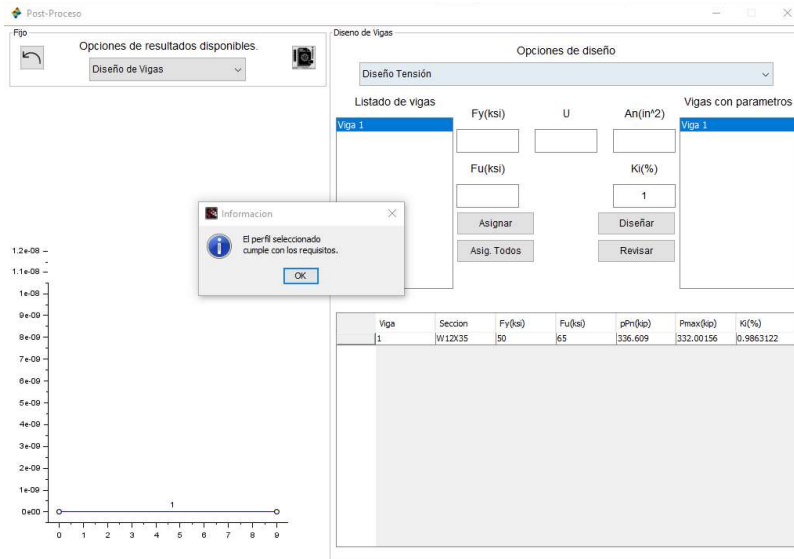 Post-Proceso
Fijo
Opciones de resultados disponibles.
Diseño de Vigas
Diseno de Vigas
Opciones de diseño
Diseño Tensión
Listado de vigas
Fy(ksi)
U
An(in^2)
Vigas con parametros
Viga 1
Viga 1
Fu(ksi)
Ki(%)
1
Asignar
Diseñar
Asig. Todos
Revisar
Informacion
El perfil seleccionado
cumple con los requisitos.
OK
Viga Seccion Fy(ksi) Fu(ksi) pPn(kip) Pmax(kip) Ki(%)
1 W12X35 50 65 336.609 332.00156 0.9863122
1.2e-08
1.1e-08
1e-08
9e-09
8e-09
7e-09
6e-09
5e-09
4e-09
3e-09
2e-09
1e-09
0e00
1
0 1 2 3 4 5 6 7 8 9